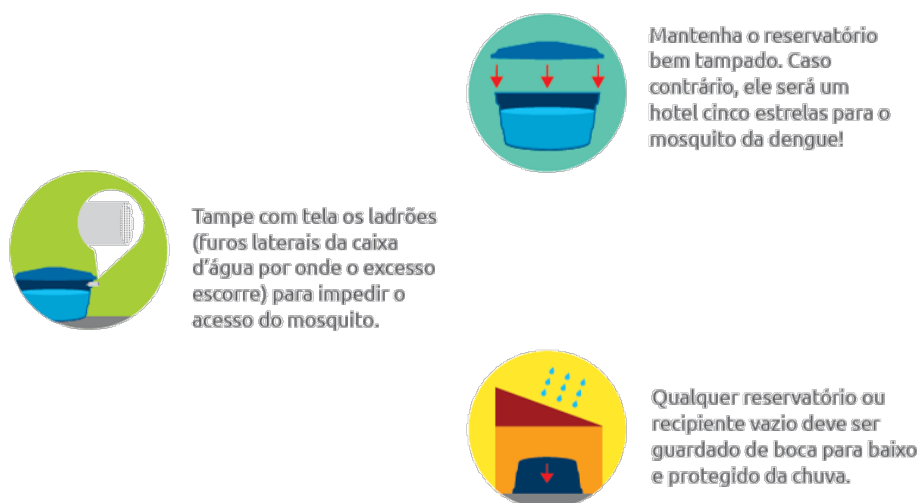 Mantenha o reservatório
bem tampado. Caso
contrário, ele será um
hotel cinco estrelas para o
mosquito da dengue!
Tampe com tela os ladrões
(furos laterais da caixa
d'água por onde o excesso
escorre) para impedir o
acesso do mosquito.
Qualquer reservatório ou
recipiente vazio deve ser
guardado de boca para baixo
e protegido da chuva.